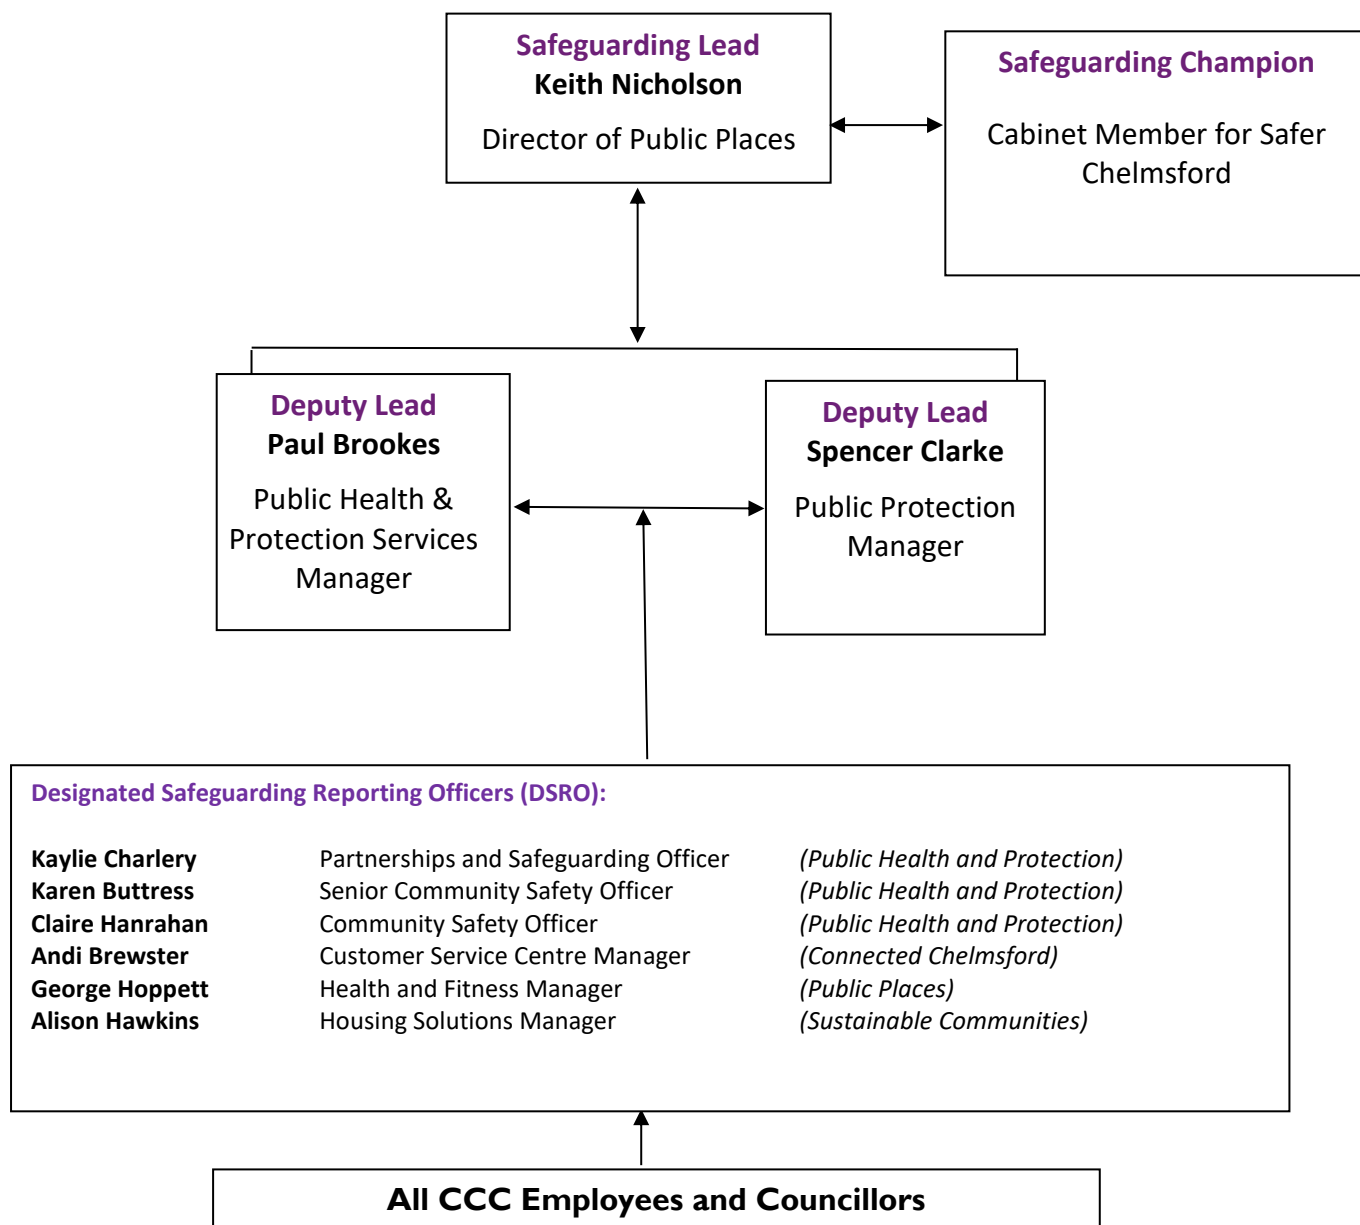 Safeguarding Lead
Keith Nicholson
Director of Public Places
Safeguarding Champion
Cabinet Member for Safer
Chelmsford
Deputy Lead
Paul Brookes
Public Health &
Protection Services
Manager
Deputy Lead
Spencer Clarke
Public Protection
Manager
Designated Safeguarding Reporting Officers (DSRO):
Kaylie Charlery Partnerships and Safeguarding Officer (Public Health and Protection)
Karen Buttress Senior Community Safety Officer (Public Health and Protection)
Claire Hanrahan Community Safety Officer (Public Health and Protection)
Andi Brewster Customer Service Centre Manager (Connected Chelmsford)
George Hoppett Health and Fitness Manager (Public Places)
Alison Hawkins Housing Solutions Manager (Sustainable Communities)
All CCC Employees and Councillors